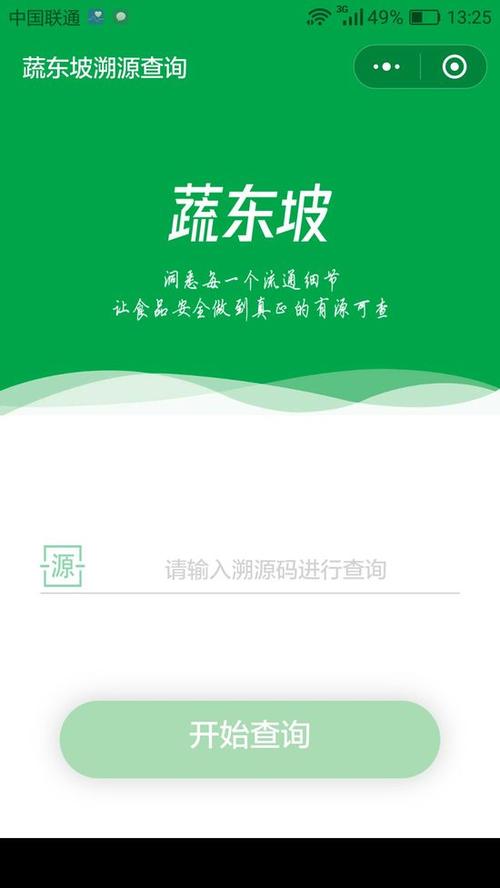 中国联通 3G 49% 13:25
蔬东坡溯源查询
蔬东坡
洞悉每一个流通细节
让食品安全做到真正的有源可查
源 请输入溯源码进行查询
开始查询